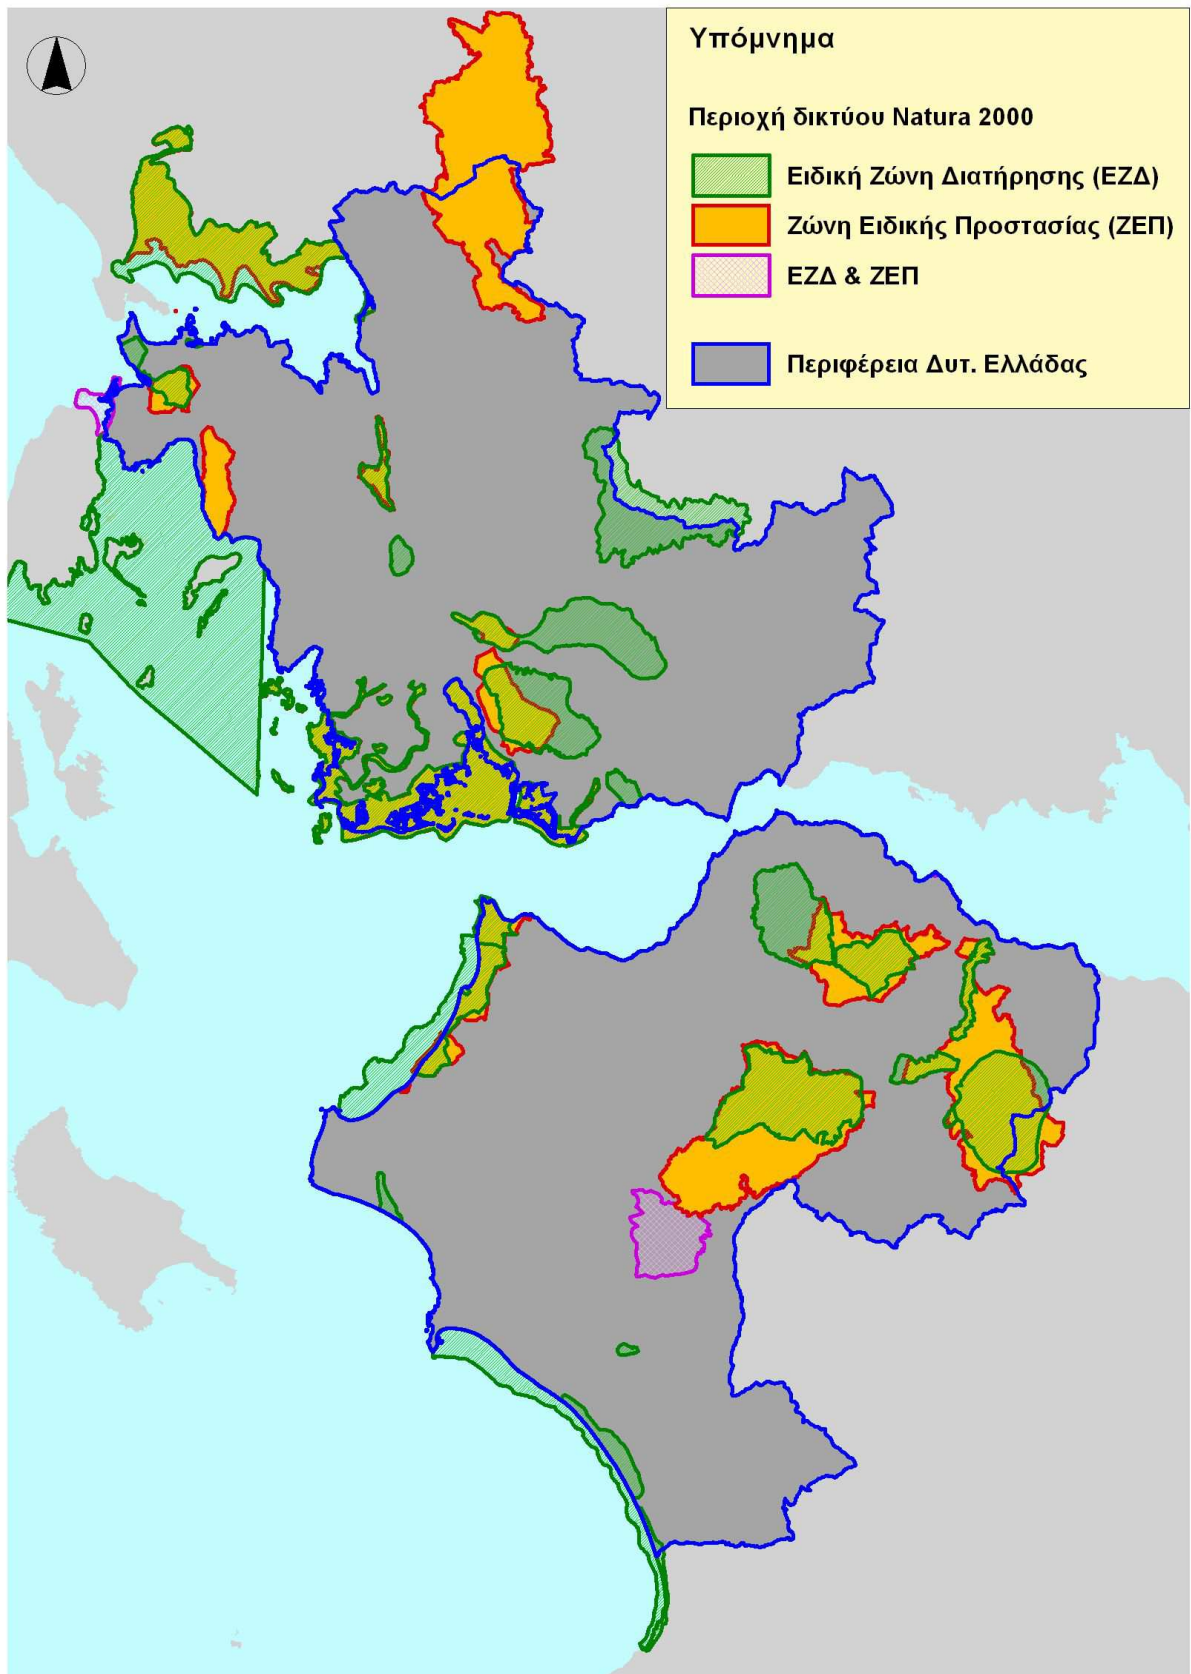 Υπόμνημα
Περιοχή δικτύου Natura 2000
Ειδική Ζώνη Διατήρησης (ΕΖΔ)
Ζώνη Ειδικής Προστασίας (ΖΕΠ)
ΕΖΔ & ΖΕΠ
Περιφέρεια Δυτ. Ελλάδας